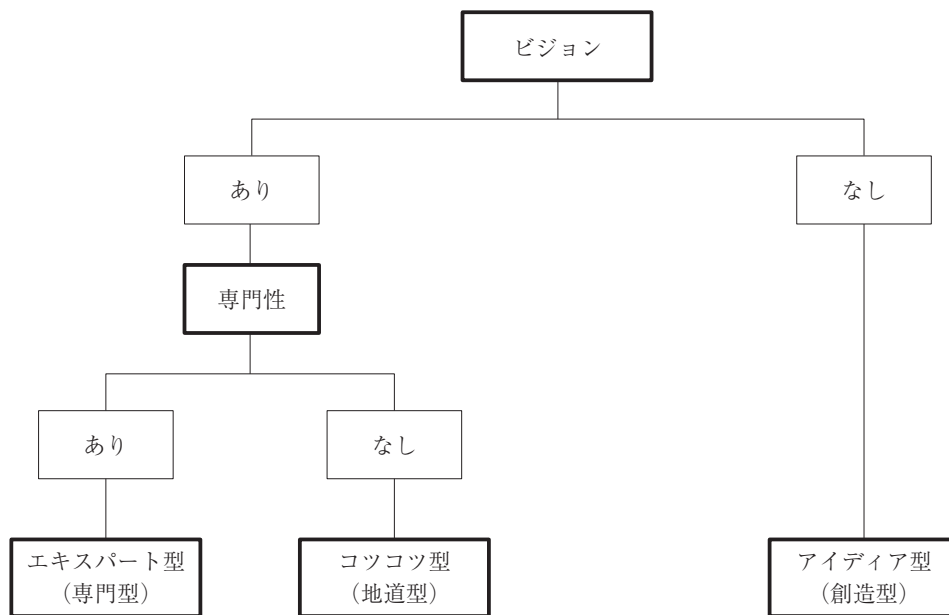 ビジョン
あり
なし
専門性
あり
なし
エキスパート型
（専門型）
コツコツ型
（地道型）
アイディア型
（創造型）